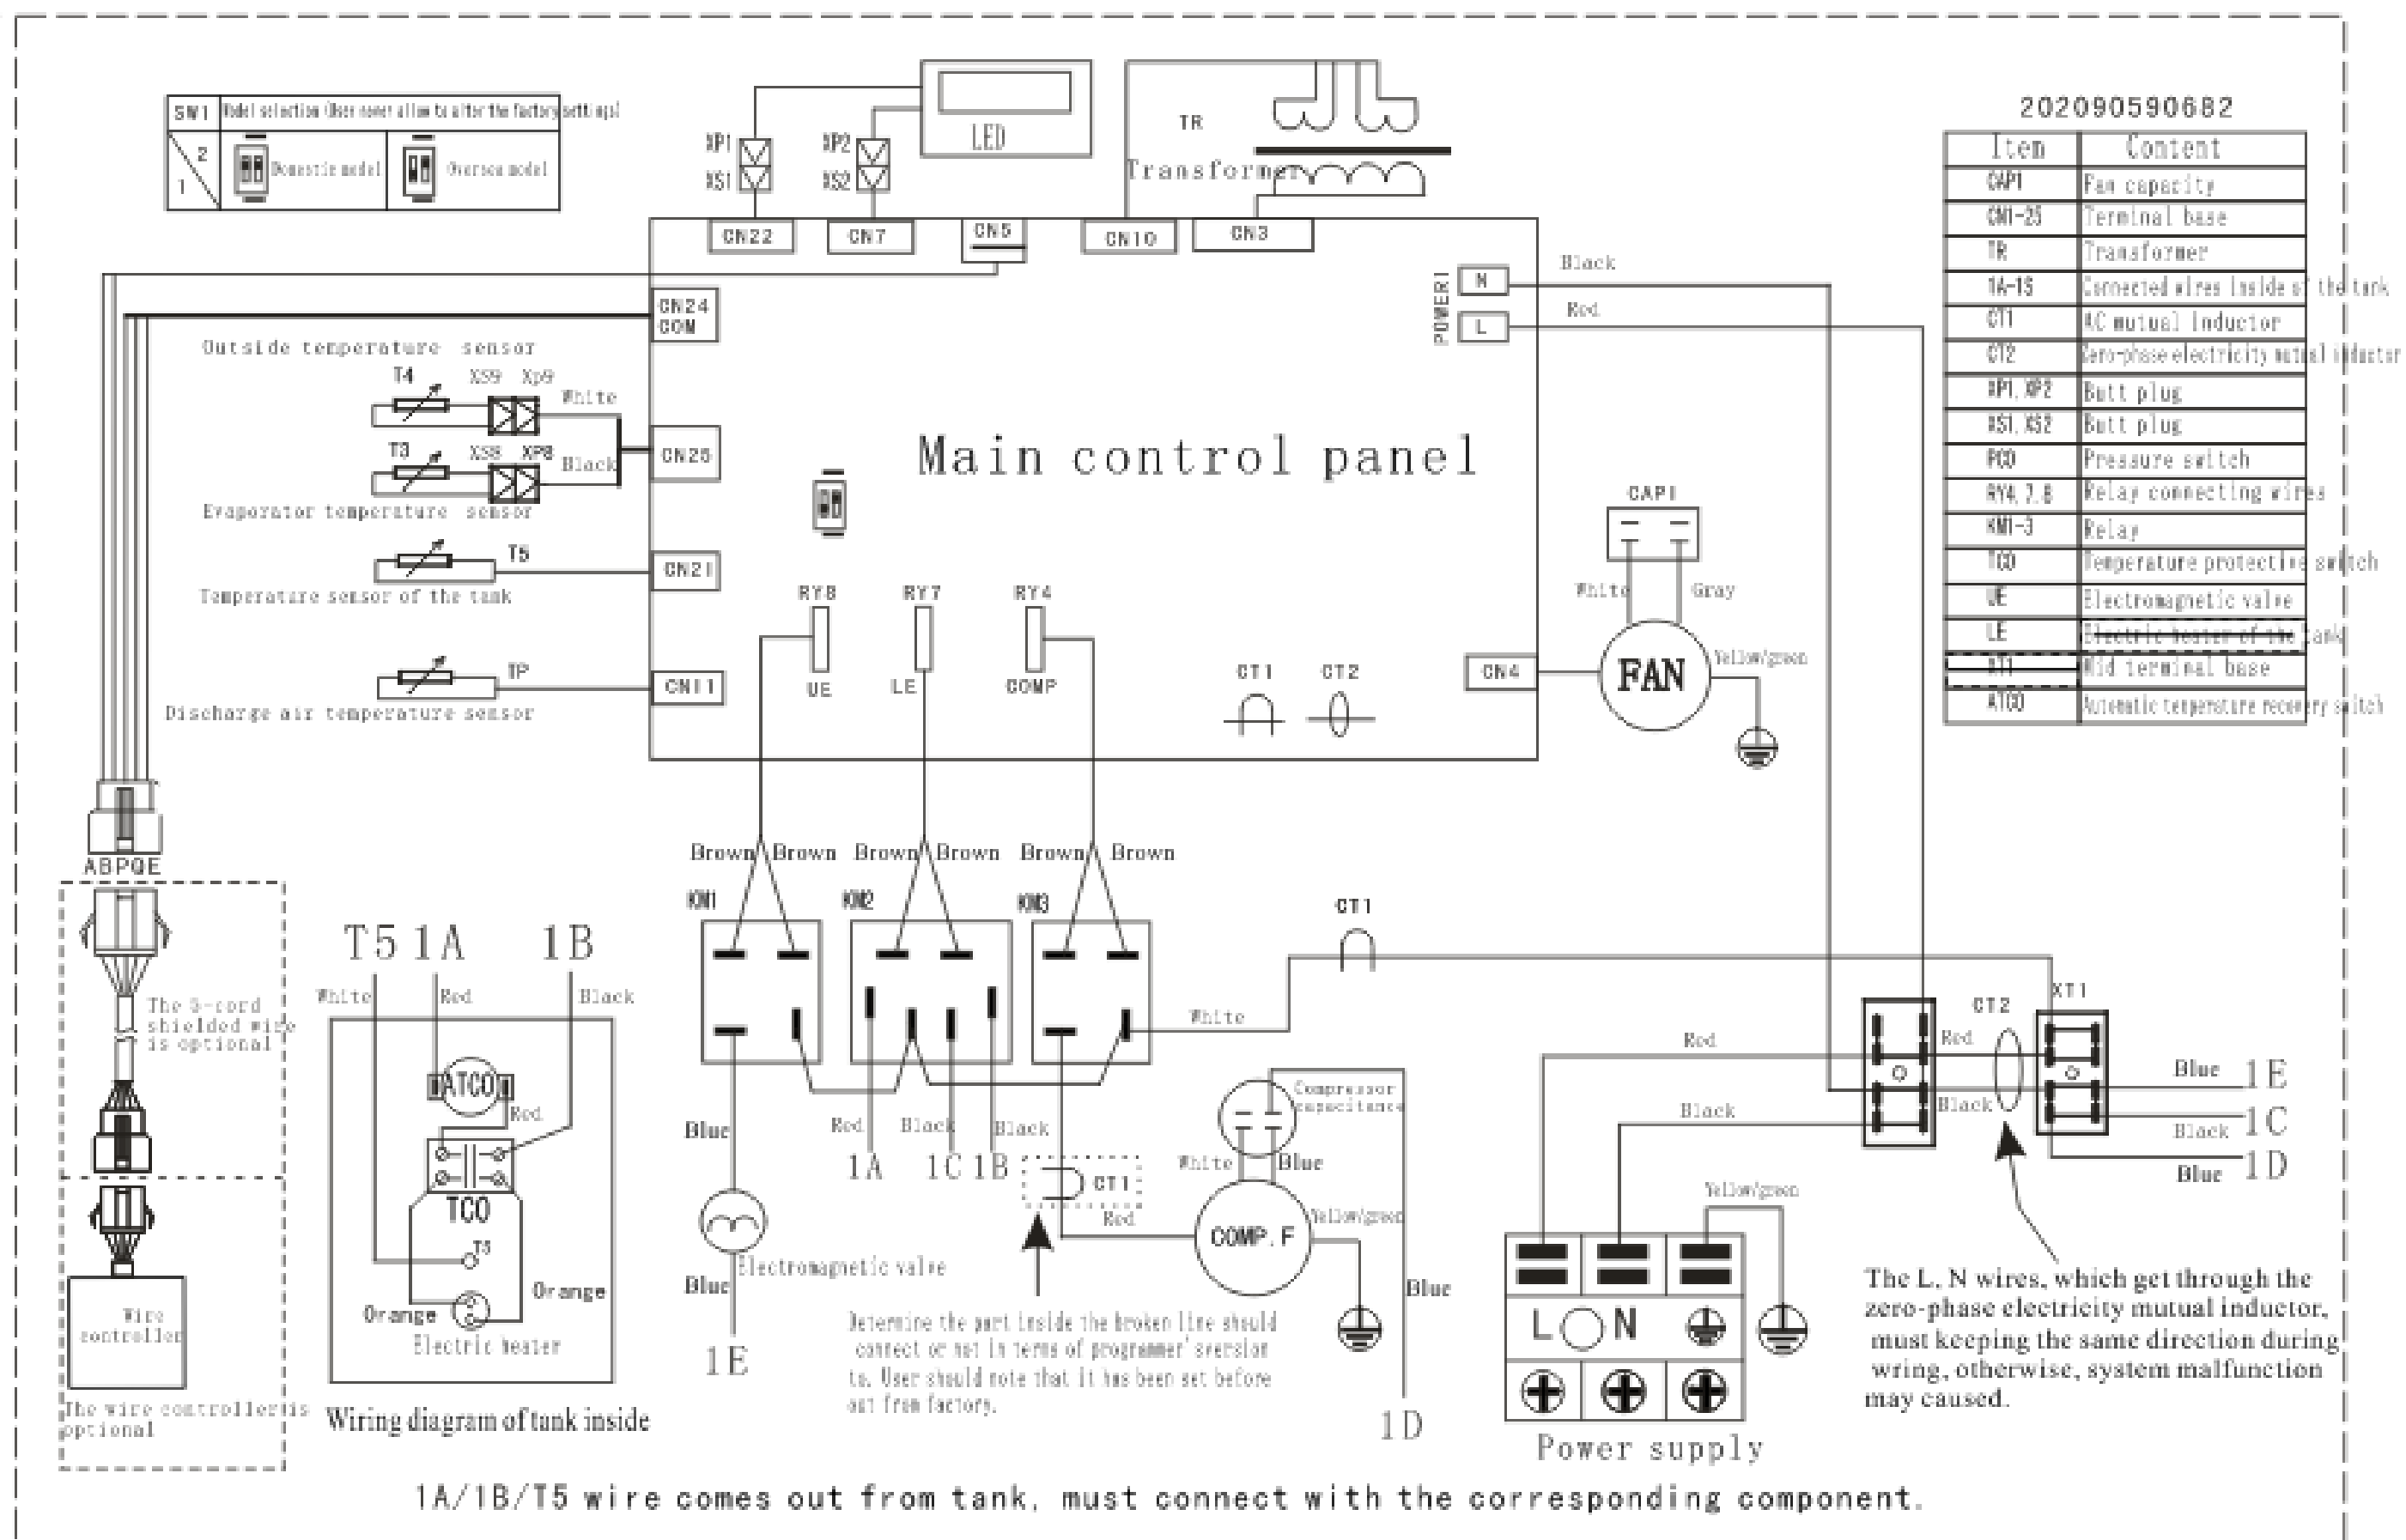 SW1 Model selection (User never allow to alter the factory settings)
2
1
Domestic model
Oversea model
XP1
XS1
XP2
XS2
LED
TR
Transformer
CN22
CN7
CN5
CN10
CN3
202090590682
Item Content
CAP1 Fan capacity
CN1-25 Terminal base
TR Transformer
1A-1S Connected wires inside of the tank
CT1 AC mutual inductor
CT2 Zero-phase electricity mutual inductor
XP1, XP2 Butt plug
XS1, XS2 Butt plug
PCO Pressure switch
RY4, 7, 8 Relay connecting wires
KM1-3 Relay
TCO Temperature protective switch
UE Electromagnetic valve
LE Electric heater of the tank
XT1 Mid terminal base
ATCO Automatic temperature recovery switch
POWER1
N
L
Black
Red
CN24
COM
Outside temperature sensor
T4 XS9 Xp9
White
T3 XS8 XP8
Black
CN25
Evaporator temperature sensor
T5
CN21
Temperature sensor of the tank
TP
CN11
Discharge air temperature sensor
Main control panel
RY8
UE
RY7
LE
RY4
COMP
CT1
CT2
CAP1
White
Gray
CN4
FAN
Yellow/green
ABPQE
The 5-cord
shielded wire
is optional
Wire
controller
The wire controller is
optional
T5 1A 1B
White
Red
Black
ATCO
Red
TCO
T5
Orange
Orange
Electric heater
Wiring diagram of tank inside
Brown Brown Brown Brown Brown Brown
KM1
KM2
KM3
CT1
White
Blue
Red
Black
Black
1A
1C
1B
Electromagnetic valve
Blue
1E
CT1
Red
Determine the part inside the broken line should
connect or not in terms of programmer'sversion
to. User should note that it has been set before
out from factory.
Compressor
capacitance
White
Blue
COMP. F
Yellow/green
Blue
1D
Red
Black
Red
Black
CT2
XT1
Blue 1E
Black 1C
Blue 1D
Yellow/green
L N
Power supply
The L, N wires, which get through the
zero-phase electricity mutual inductor,
must keeping the same direction during
wring, otherwise, system malfunction
may caused.
1A/1B/T5 wire comes out from tank, must connect with the corresponding component.